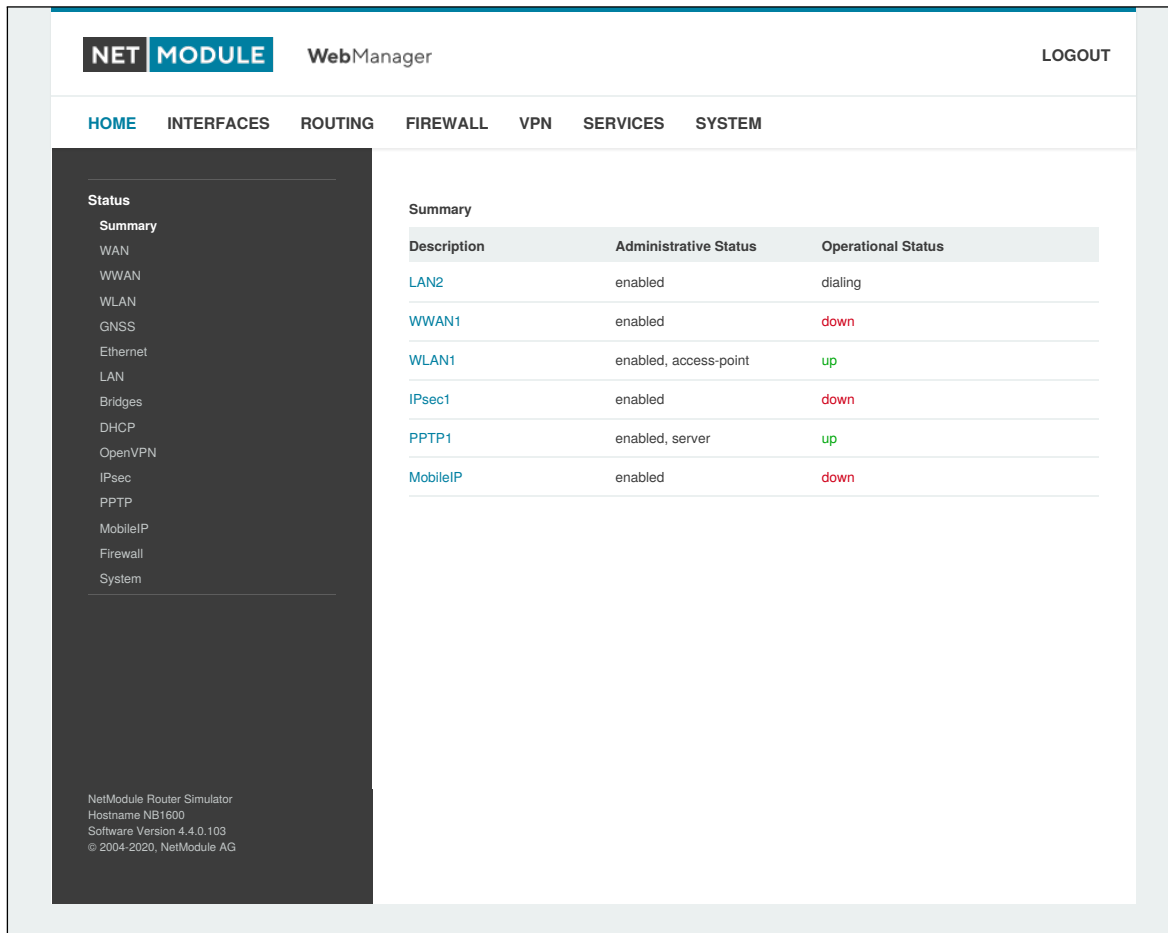 NET MODULE WebManager LOGOUT
HOME INTERFACES ROUTING FIREWALL VPN SERVICES SYSTEM
Status
Summary
WAN
WWAN
WLAN
GNSS
Ethernet
LAN
Bridges
DHCP
OpenVPN
IPsec
PPTP
MobileIP
Firewall
System
NetModule Router Simulator
Hostname NB1600
Software Version 4.4.0.103
© 2004-2020, NetModule AG
Summary
Description Administrative Status Operational Status
LAN2 enabled dialing
WWAN1 enabled down
WLAN1 enabled, access-point up
IPsec1 enabled down
PPTP1 enabled, server up
MobileIP enabled down